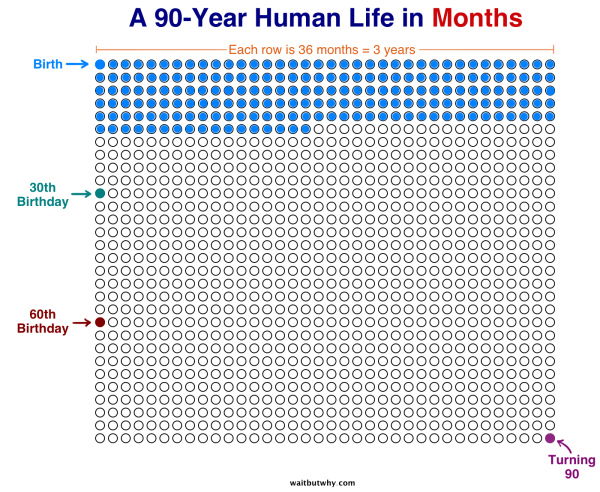 A 90-Year Human Life in Months
Each row is 36 months = 3 years
Birth
30th
Birthday
60th
Birthday
Turning
90
waitbutwhy.com